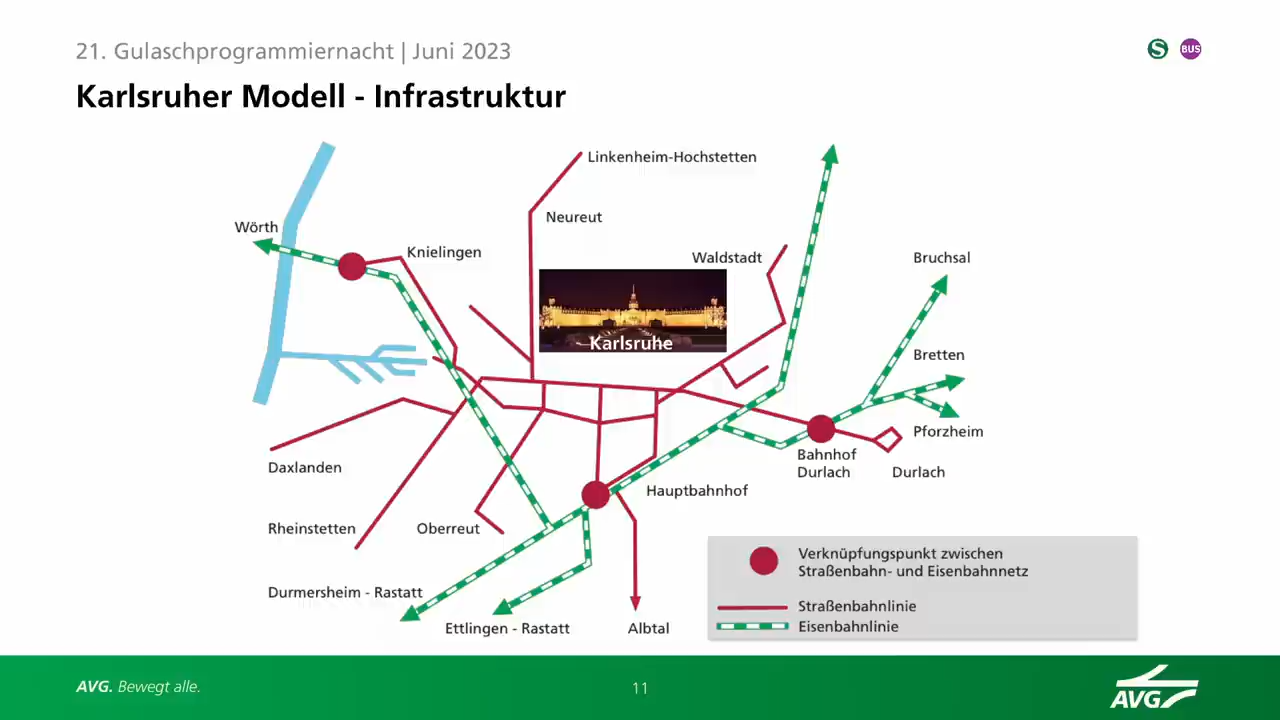 21. Gulaschprogrammiernacht | Juni 2023
S
BUS
Karlsruher Modell - Infrastruktur
Linkenheim-Hochstetten
Neureut
Wörth
Knielingen
Waldstadt
Bruchsal
Karlsruhe
Bretten
Pforzheim
Bahnhof
Durlach
Durlach
Daxlanden
Hauptbahnhof
Rheinstetten
Oberreut
Durmersheim - Rastatt
Ettlingen - Rastatt
Albtal
Verknüpfungspunkt zwischen
Straßenbahn- und Eisenbahnnetz
Straßenbahnlinie
Eisenbahnlinie
AVG. Bewegt alle.
11
AVG